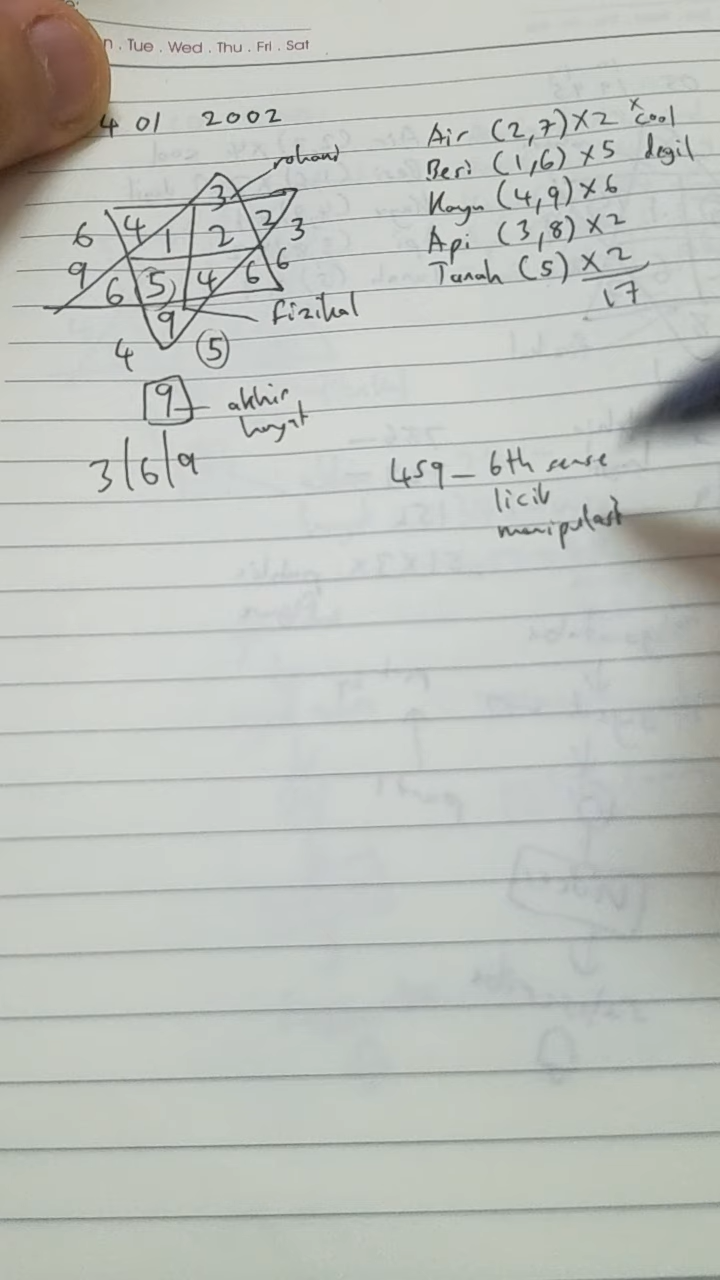 n . Tue . Wed . Thu . Fri . Sat
4 01 2002
rohani
3
6 4 1 2 2 3
9 6 5 4 6 6
9 fizikal
4 5
9 - akhir
hayat
3/6/9
x
Air (2,7) x2 cool
Besi (1,6) x5 degil
Kayu (4,9) x6
Api (3,8) x2
Tanah (5) x2
17
459 - 6th sense
licik
manipulasi